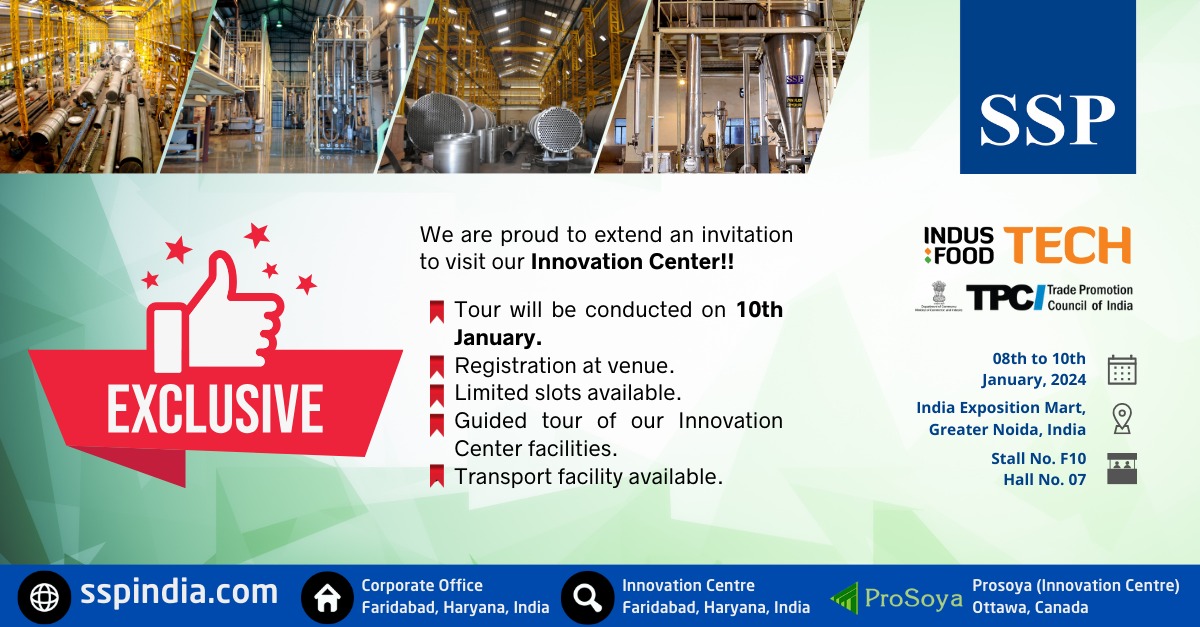 SSP
SSP
We are proud to extend an invitation
to visit our Innovation Center!!
Tour will be conducted on 10th
January.
Registration at venue.
Limited slots available.
Guided tour of our Innovation
Center facilities.
Transport facility available.
EXCLUSIVE
INDUS
FOOD
TECH
TPCI
Trade Promotion
Council of India
08th to 10th
January, 2024
India Exposition Mart,
Greater Noida, India
Stall No. F10
Hall No. 07
sspindia.com
Corporate Office
Faridabad, Haryana, India
Innovation Centre
Faridabad, Haryana, India
ProSoya
Prosoya (Innovation Centre)
Ottawa, Canada